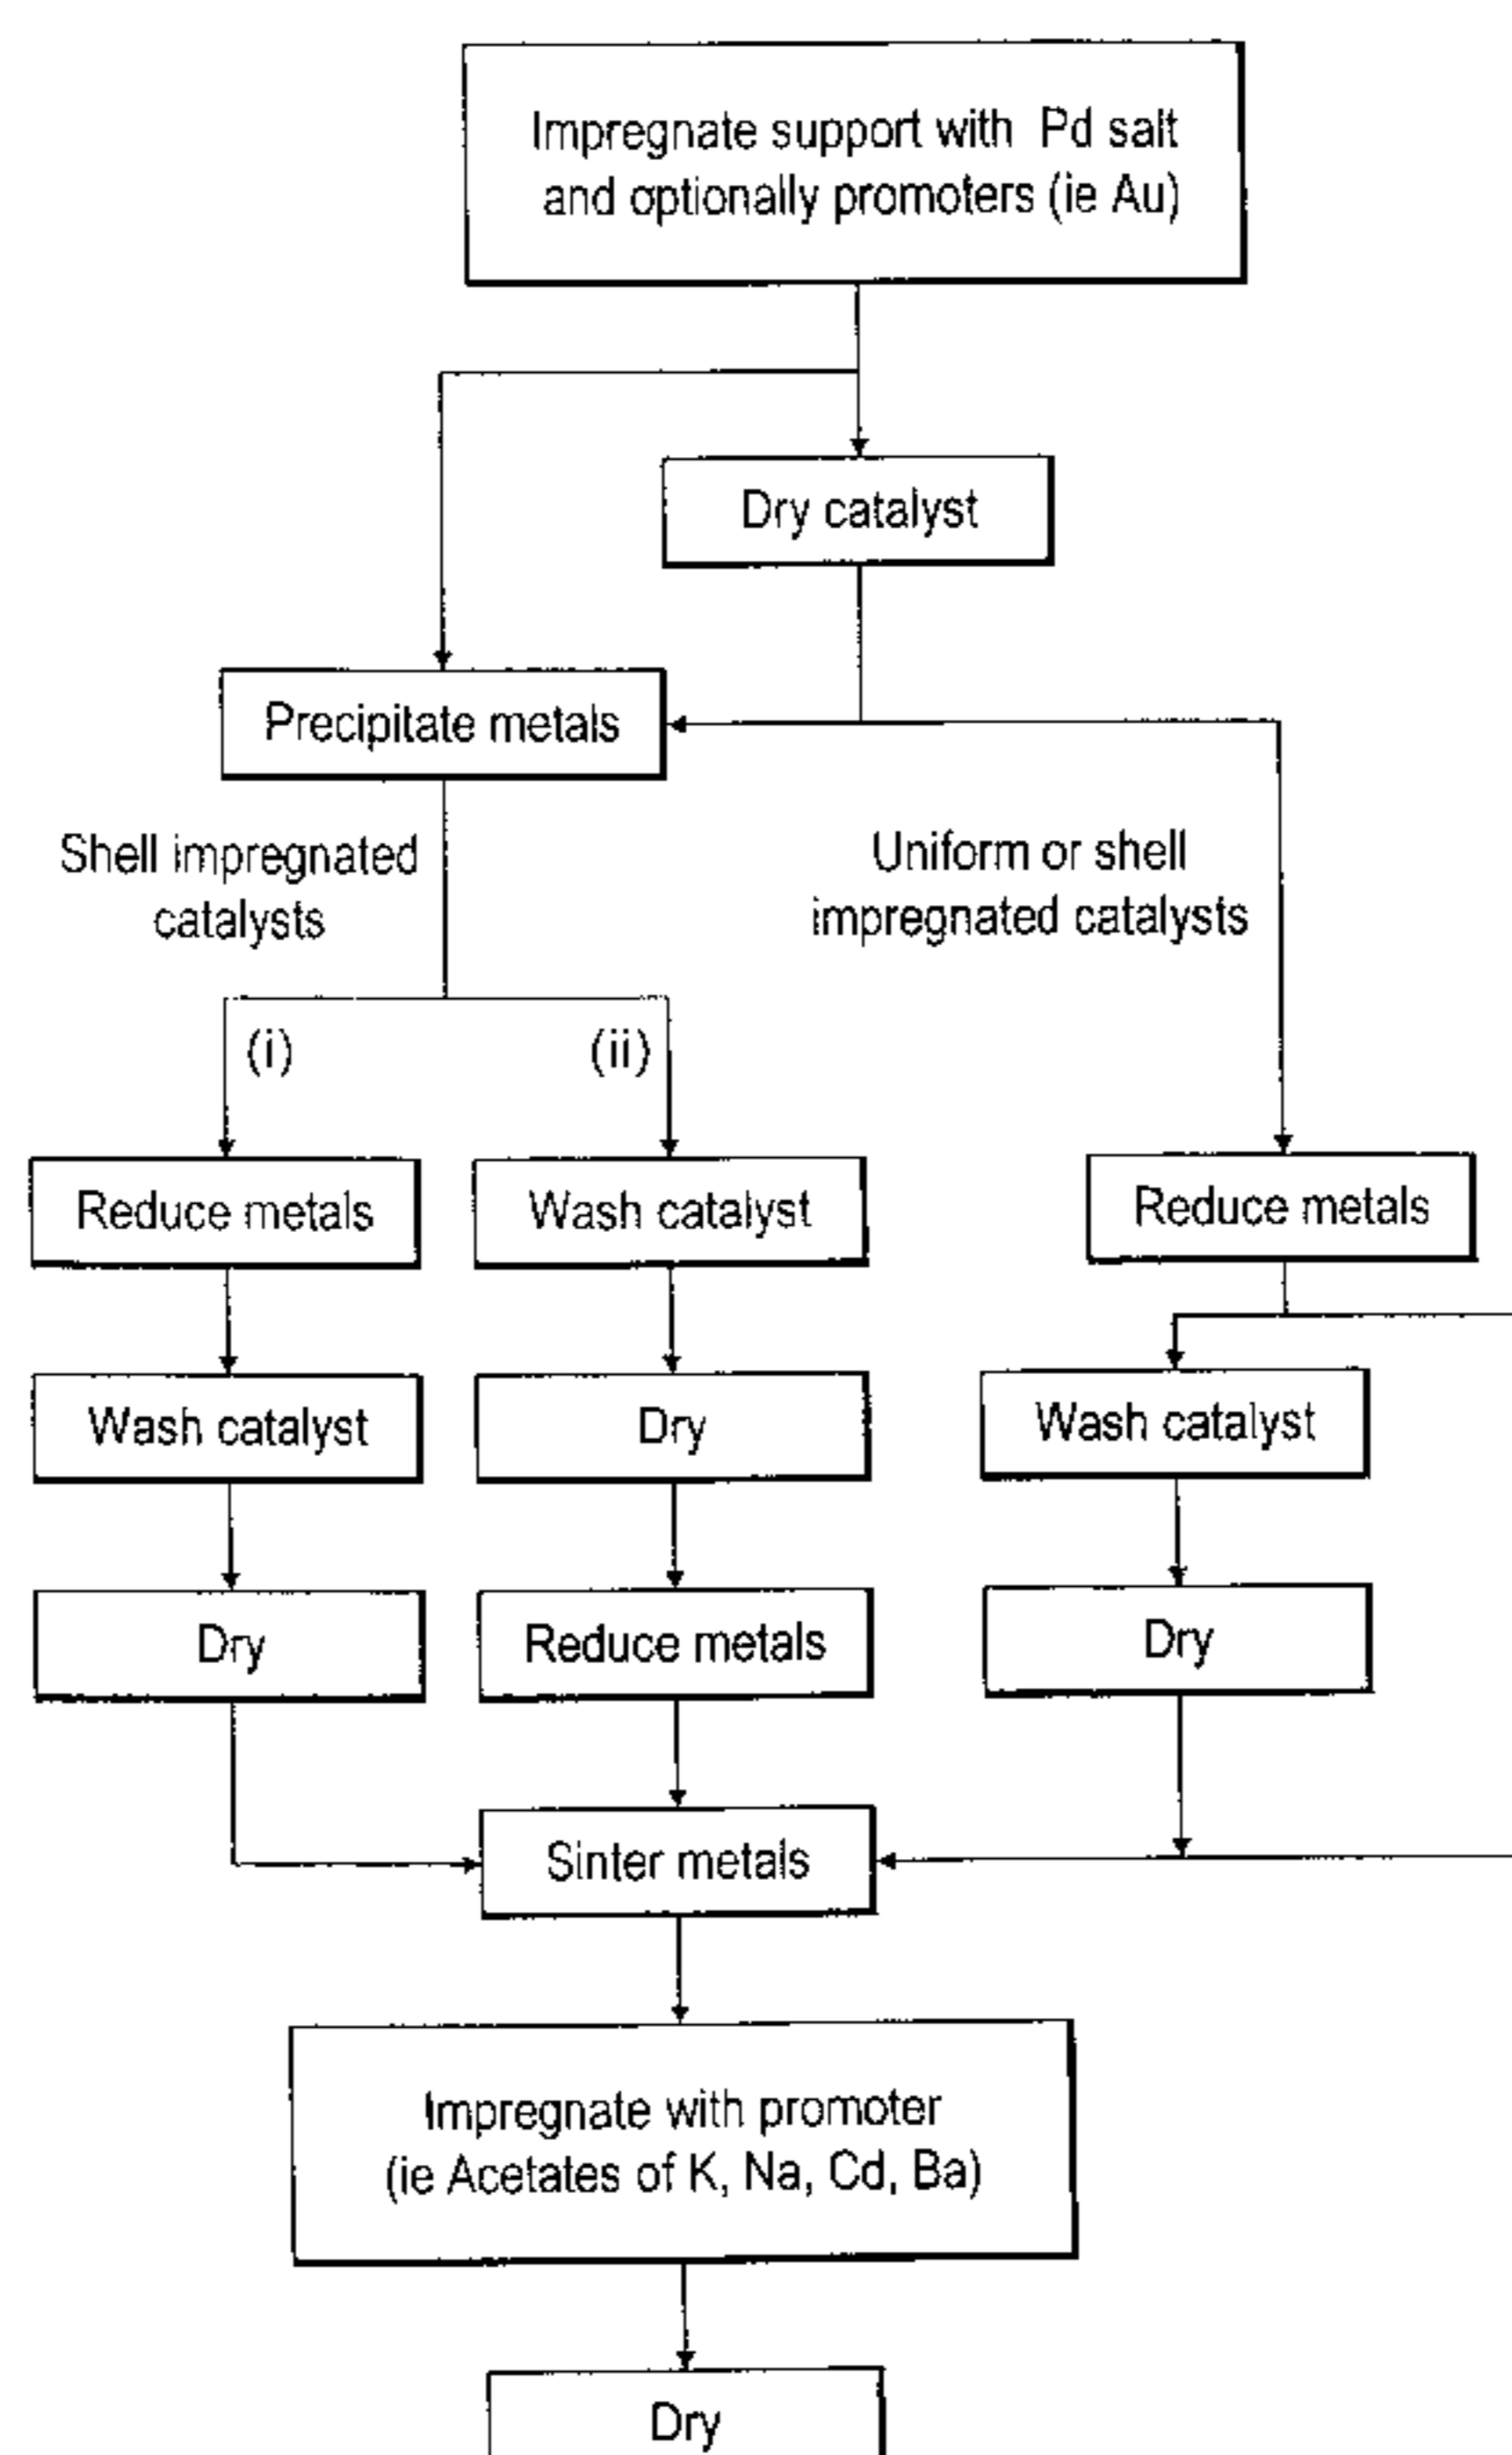 Impregnate support with Pd salt
and optionally promoters (ie Au)
Dry catalyst
Precipitate metals
Shell impregnated
catalysts
Uniform or shell
impregnated catalysts
(i)
(ii)
Reduce metals
Wash catalyst
Reduce metals
Wash catalyst
Dry
Wash catalyst
Dry
Reduce metals
Dry
Sinter metals
Impregnate with promoter
(ie Acetates of K, Na, Cd, Ba)
Dry